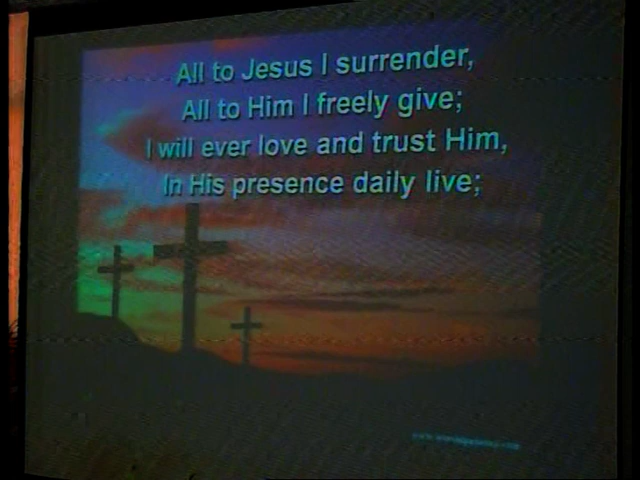 All to Jesus I surrender,
All to Him I freely give;
I will ever love and trust Him,
In His presence daily live;